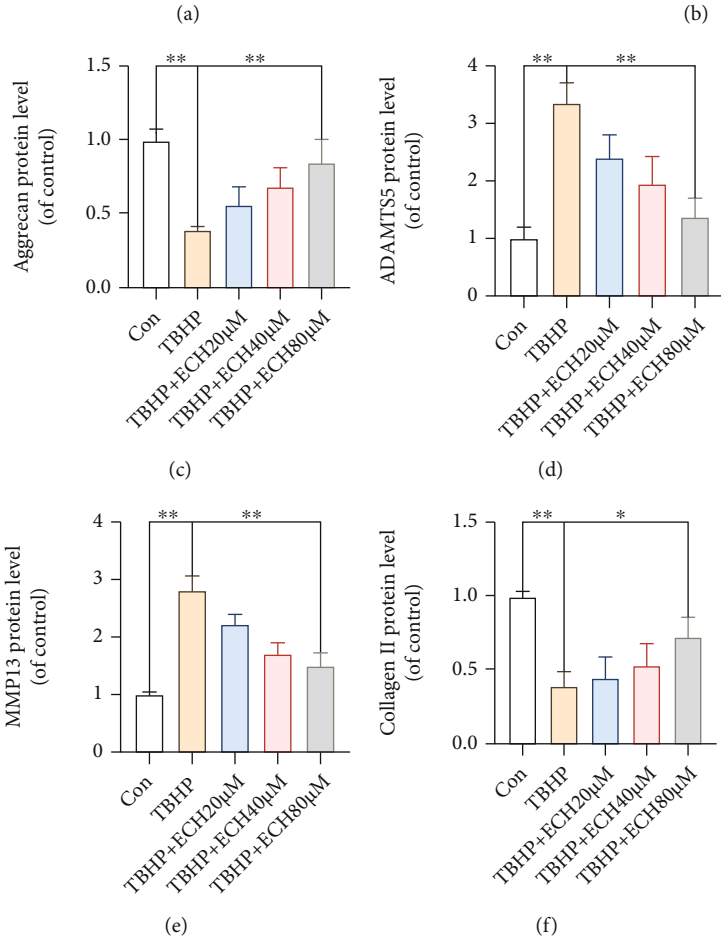 (a)
(b)
Aggrecan protein level
(of control)
1.5
1.0
0.5
0.0
**
**
Con
TBHP
TBHP+ECH20μM
TBHP+ECH40μM
TBHP+ECH80μM
(c)
ADAMTS5 protein level
(of control)
4
3
2
1
0
**
**
Con
TBHP
TBHP+ECH20μM
TBHP+ECH40μM
TBHP+ECH80μM
(d)
MMP13 protein level
(of control)
4
3
2
1
0
**
**
Con
TBHP
TBHP+ECH20μM
TBHP+ECH40μM
TBHP+ECH80μM
(e)
Collagen II protein level
(of control)
1.5
1.0
0.5
0.0
**
*
Con
TBHP
TBHP+ECH20μM
TBHP+ECH40μM
TBHP+ECH80μM
(f)